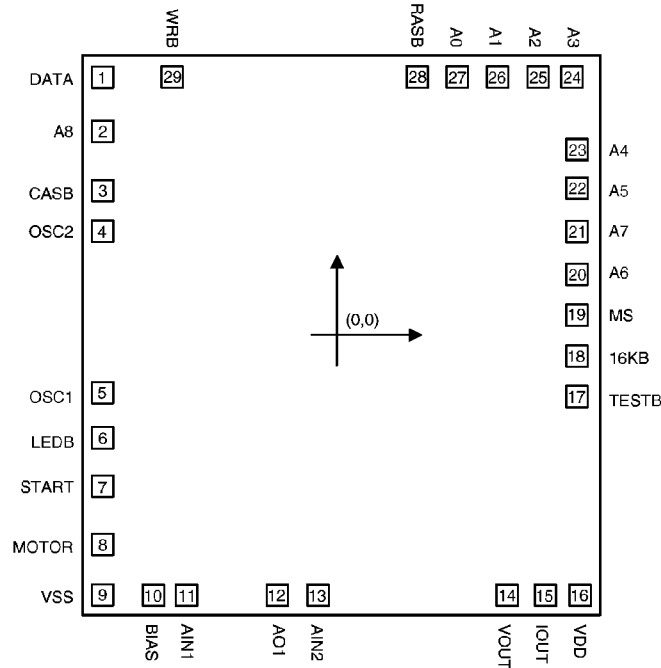 WRB RASB A0 A1 A2 A3
DATA 1 29 28 27 26 25 24
A8 2
23 A4
CASB 3 22 A5
OSC2 4 21 A7
20 A6
(0,0) 19 MS
18 16KB
OSC1 5 17 TESTB
LEDB 6
START 7
MOTOR 8
VSS 9 10 11 12 13 14 15 16
BIAS AIN1 AO1 AIN2 VOUT IOUT VDD